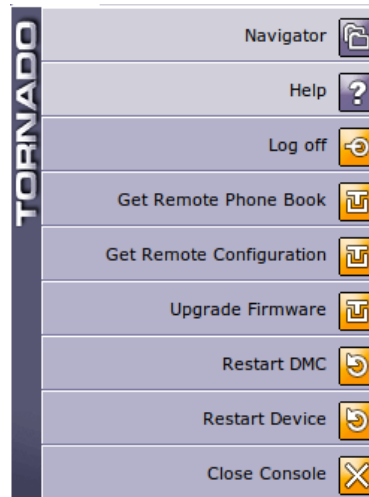 TORNADO
Navigator
Help
Log off
Get Remote Phone Book
Get Remote Configuration
Upgrade Firmware
Restart DMC
Restart Device
Close Console